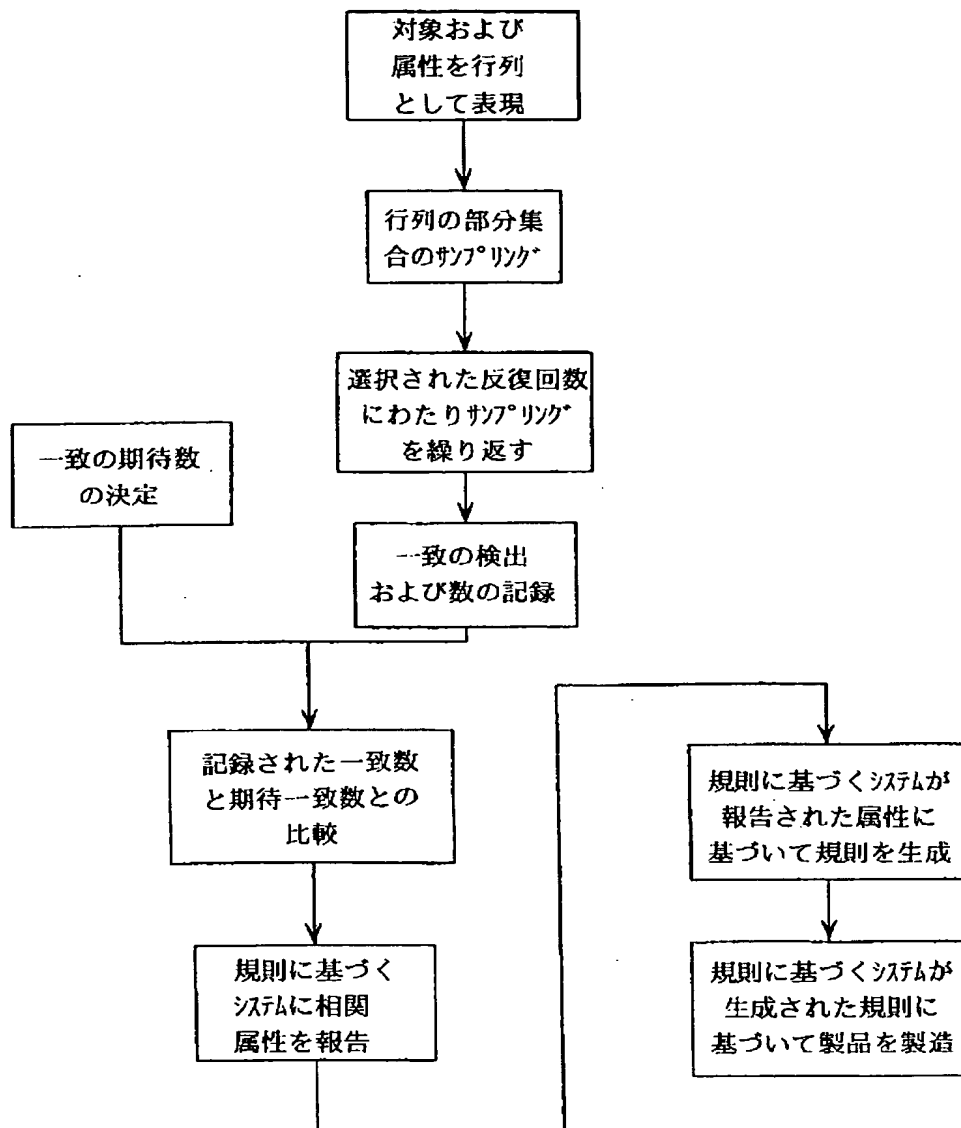 対象および
属性を行列
として表現
行列の部分集
合のｻﾝﾌﾟﾘﾝｸﾞ
選択された反復回数
にわたりｻﾝﾌﾟﾘﾝｸﾞ
を繰り返す
一致の期待数
の決定
一致の検出
および数の記録
記録された一致数
と期待一致数との
比較
規則に基づく
ｼｽﾃﾑに相関
属性を報告
規則に基づくｼｽﾃﾑが
報告された属性に
基づいて規則を生成
規則に基づくｼｽﾃﾑが
生成された規則に
基づいて製品を製造